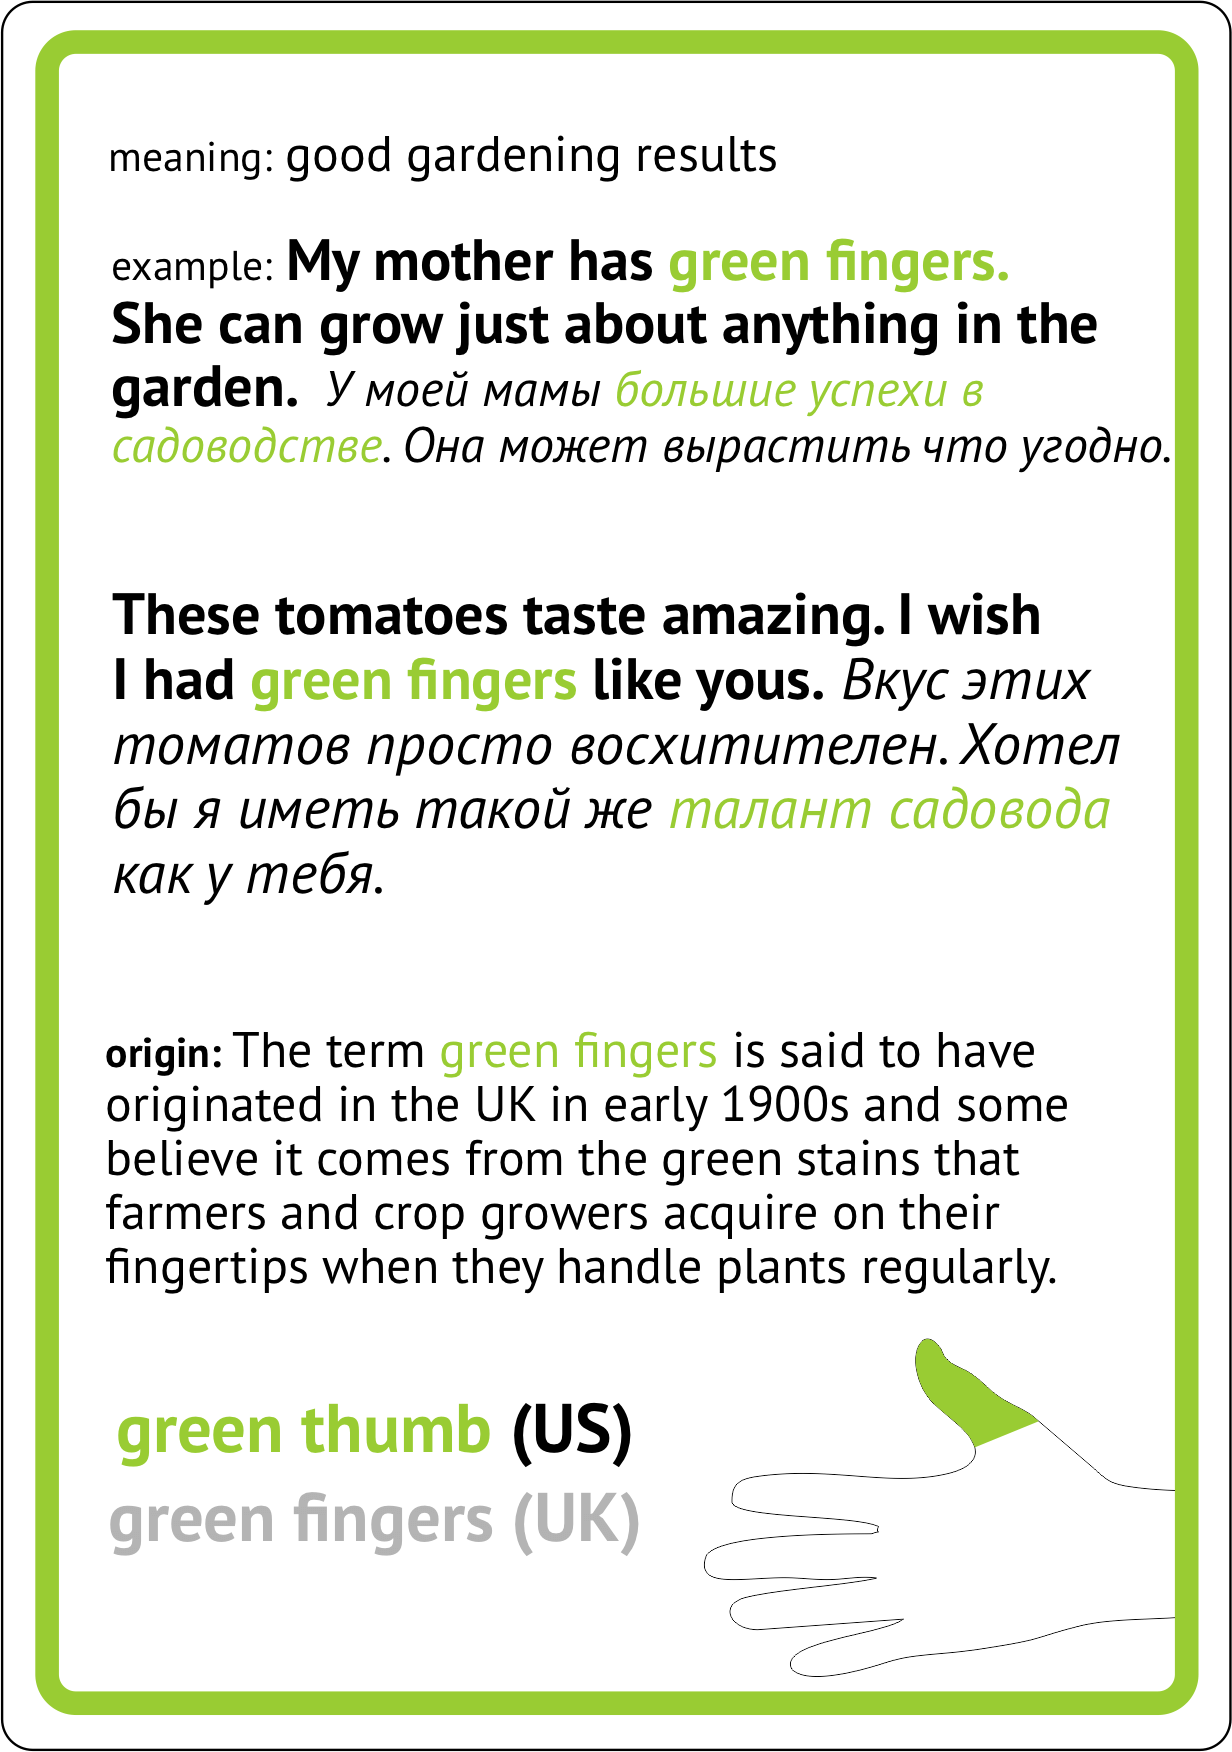 meaning: good gardening results
example: My mother has green fingers.
She can grow just about anything in the
garden. У моей мамы большие успехи в
садоводстве. Она может вырастить что угодно.
These tomatoes taste amazing. I wish
I had green fingers like yous. Вкус этих
томатов просто восхитителен. Хотел
бы я иметь такой же талант садовода
как у тебя.
origin: The term green fingers is said to have
originated in the UK in early 1900s and some
believe it comes from the green stains that
farmers and crop growers acquire on their
fingertips when they handle plants regularly.
green thumb (US)
green fingers (UK)